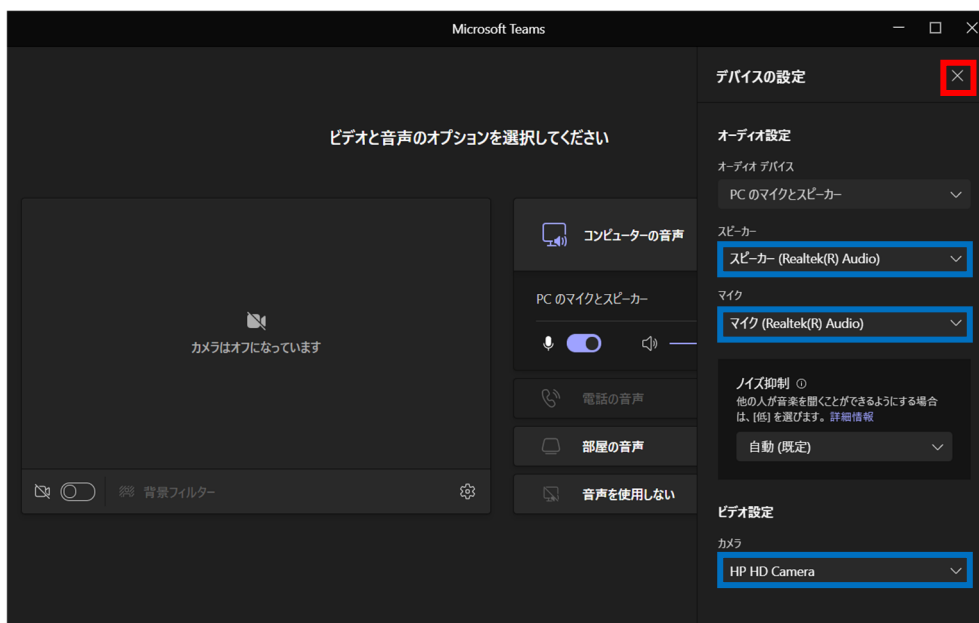 Microsoft Teams
デバイスの設定
ビデオと音声のオプションを選択してください
カメラはオフになっています
背景フィルター
コンピューターの音声
PC のマイクとスピーカー
電話の音声
部屋の音声
音声を使用しない
オーディオ設定
オーディオ デバイス
PC のマイクとスピーカー
スピーカー
スピーカー (Realtek(R) Audio)
マイク
マイク (Realtek(R) Audio)
ノイズ抑制
他の人が音楽を聞くことができるようにする場合
は、[低] を選びます。詳細情報
自動 (既定)
ビデオ設定
カメラ
HP HD Camera